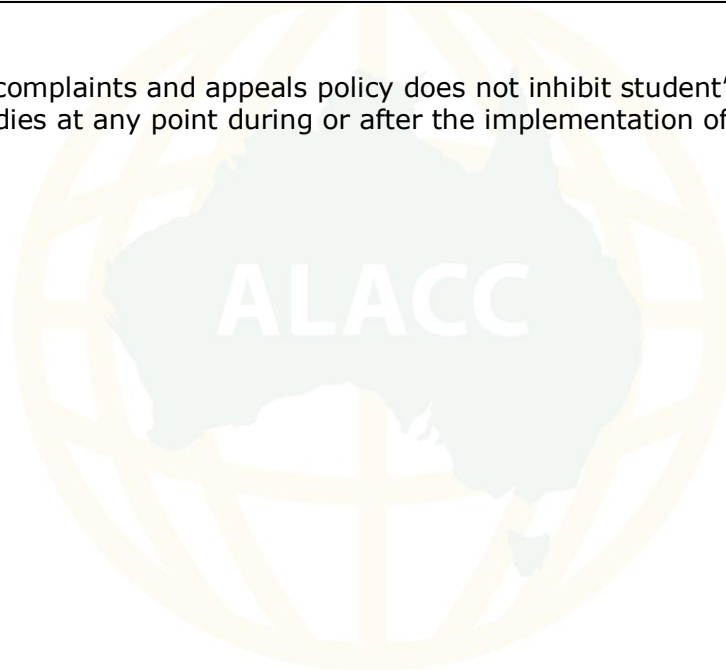 complaints and appeals policy does not inhibit student’
dies at any point during or after the implementation of
ALACC